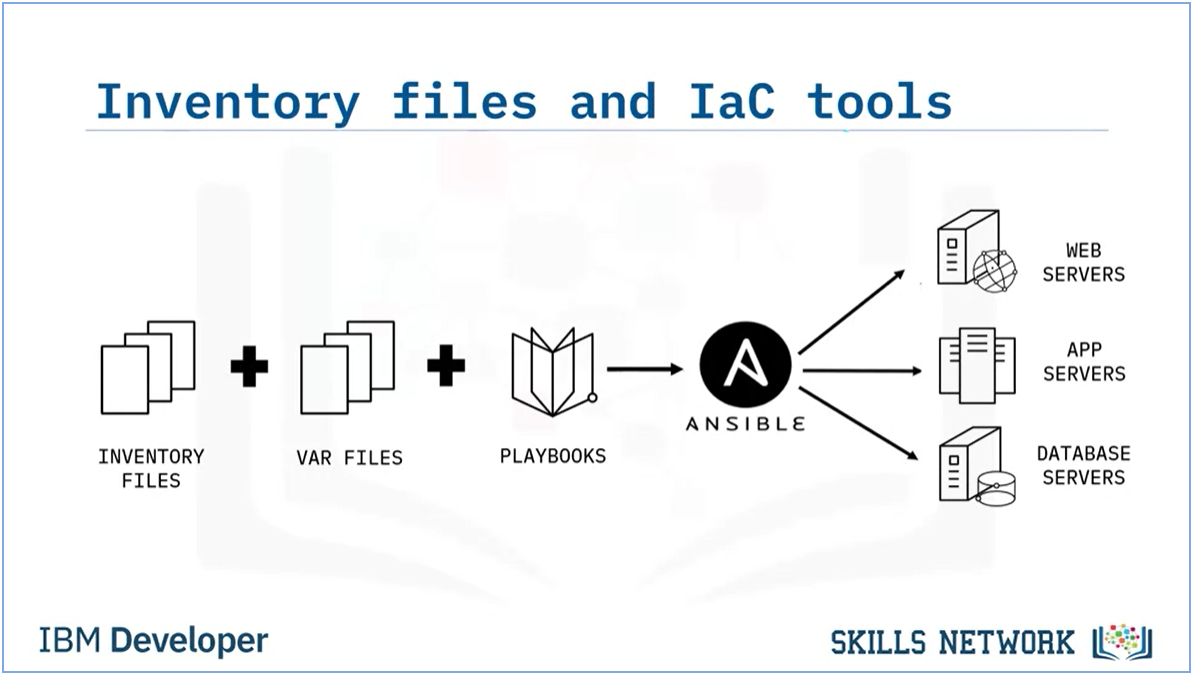 Inventory files and IaC tools
INVENTORY
FILES
VAR FILES
PLAYBOOKS
ANSIBLE
WEB
SERVERS
APP
SERVERS
DATABASE
SERVERS
IBM Developer
SKILLS NETWORK